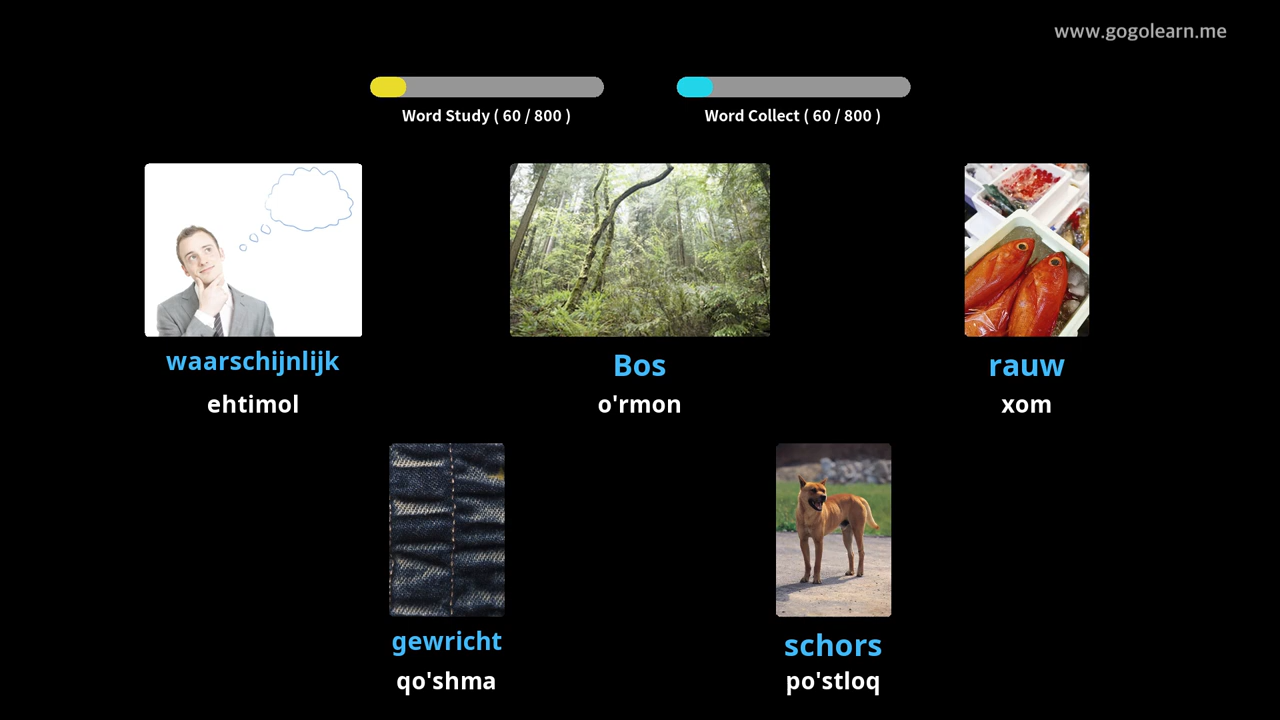 www.gogolearn.me
Word Study ( 60 / 800 )
Word Collect ( 60 / 800 )
waarschijnlijk
ehtimol
Bos
o'rmon
rauw
xom
gewricht
qo'shma
schors
po'stloq